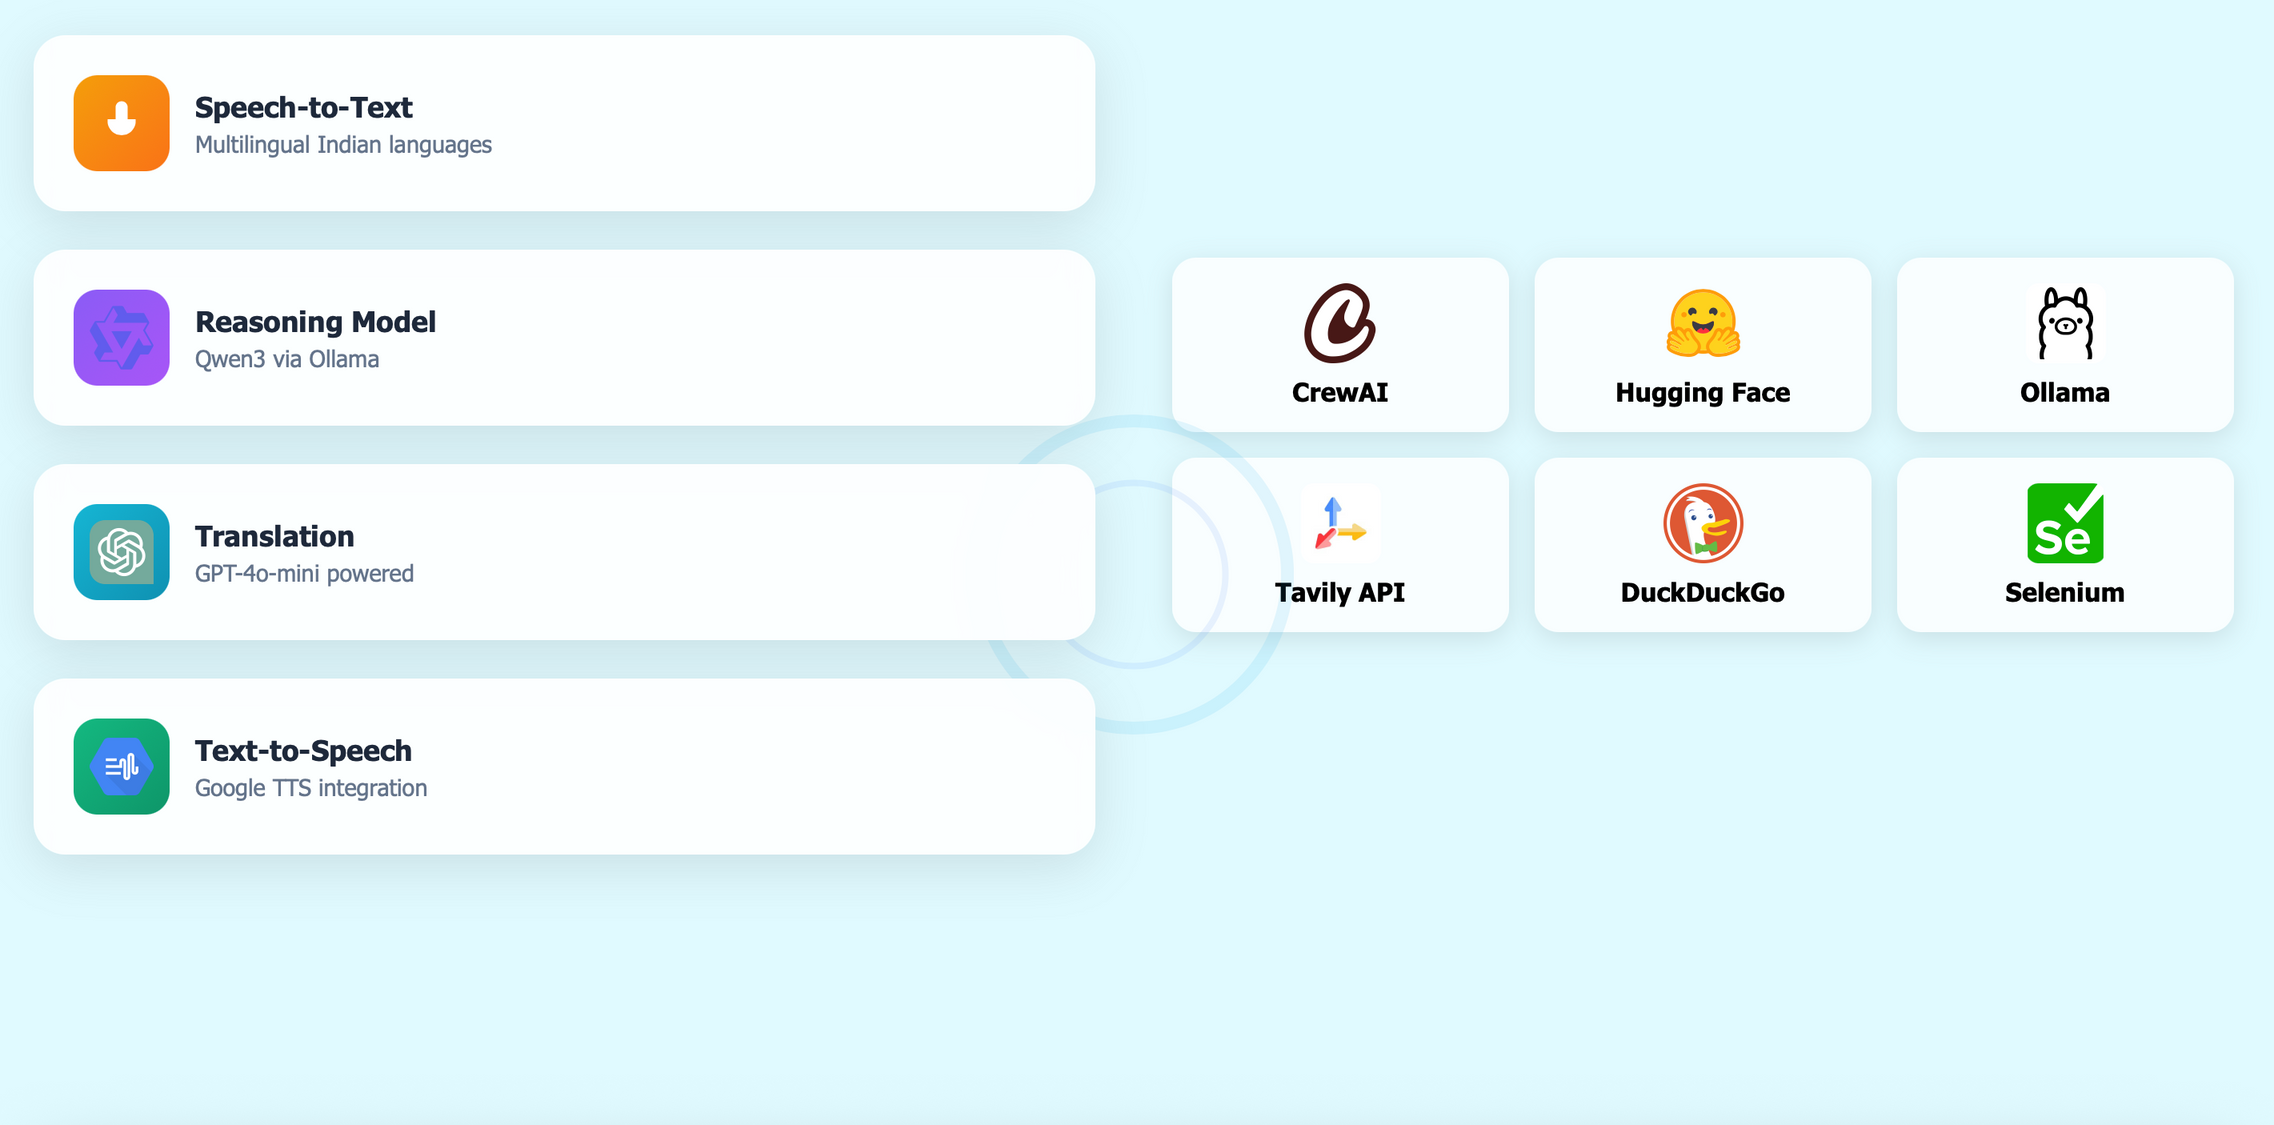 Speech-to-Text
Multilingual Indian languages
Reasoning Model
Qwen3 via Ollama
Translation
GPT-4o-mini powered
Text-to-Speech
Google TTS integration
CrewAI
Hugging Face
Ollama
Tavily API
DuckDuckGo
Se
Selenium